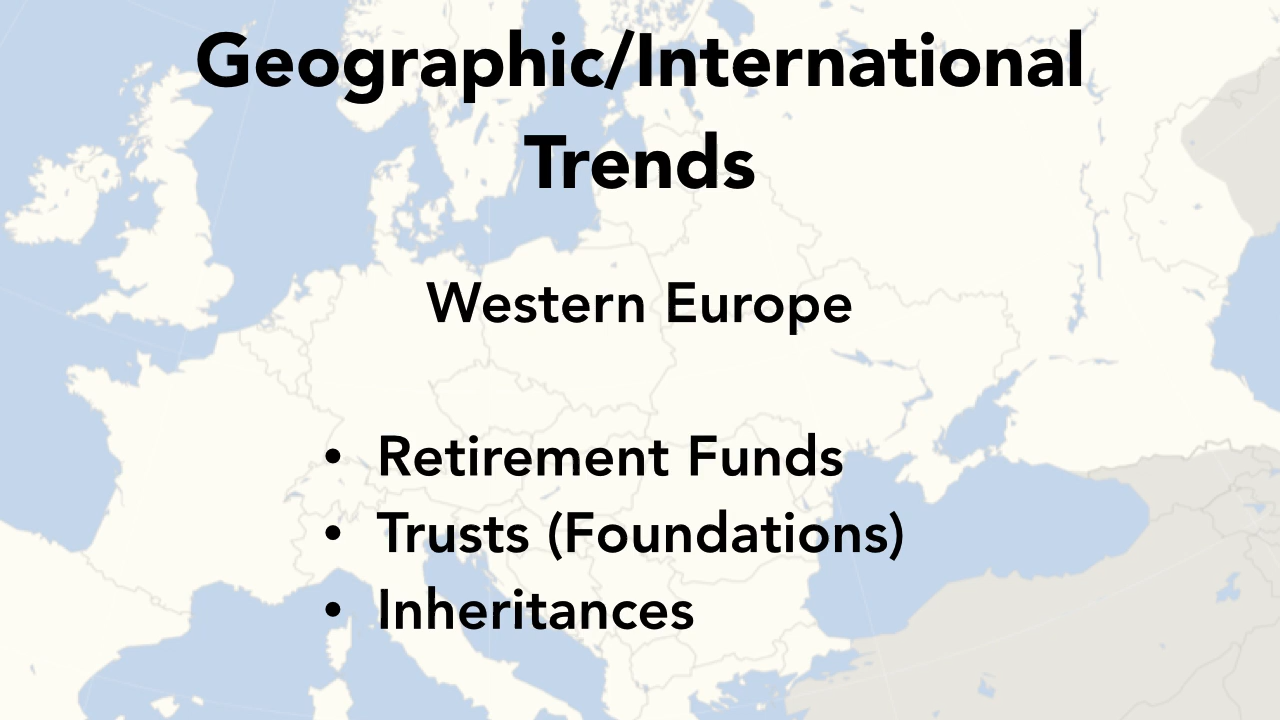 Geographic/International
Trends
Western Europe
• Retirement Funds
• Trusts (Foundations)
• Inheritances